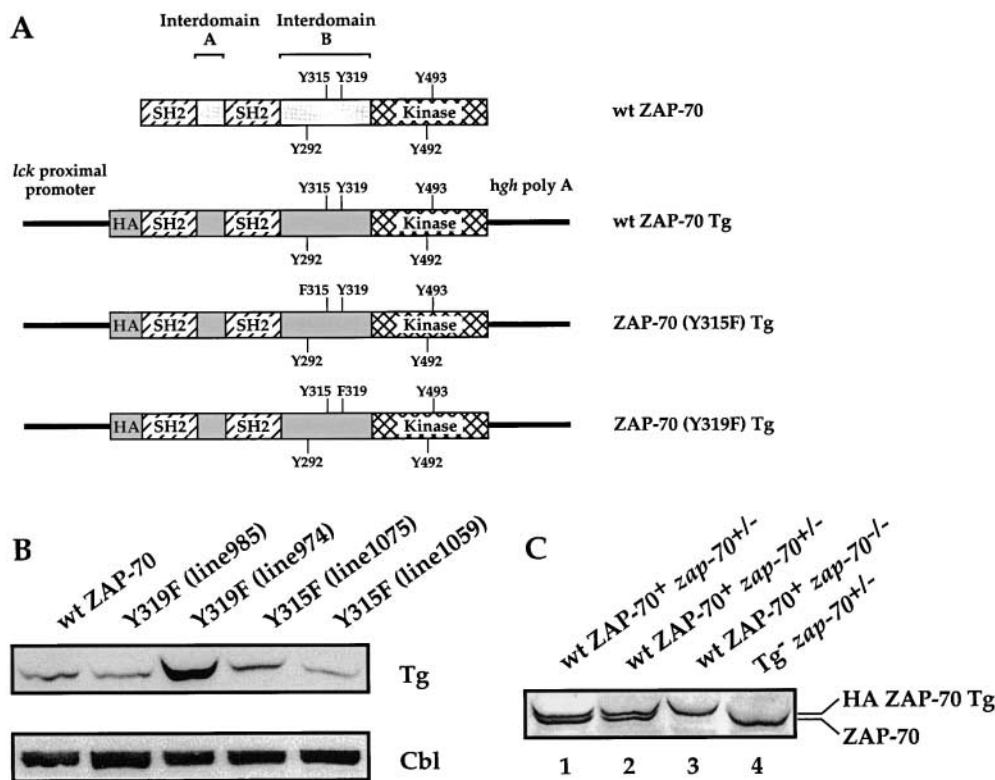 A
Interdomain A
Interdomain B
Y315 Y319 Y493
SH2 SH2 Kinase
wt ZAP-70
Y292 Y492
lck proximal promoter
hgh poly A
Y315 Y319 Y493
HA SH2 SH2 Kinase
wt ZAP-70 Tg
Y292 Y492
F315 Y319 Y493
HA SH2 SH2 Kinase
ZAP-70 (Y315F) Tg
Y292 Y492
Y315 F319 Y493
HA SH2 SH2 Kinase
ZAP-70 (Y319F) Tg
Y292 Y492
B
wt ZAP-70
Y319F (line985)
Y319F (line974)
Y315F (line1075)
Y315F (line1059)
Tg
Cbl
C
wt ZAP-70⁺ zap-70⁺/⁻
wt ZAP-70⁺ zap-70⁺/⁻
wt ZAP-70⁺ zap-70⁻/⁻
Tg⁻ zap-70⁺/⁻
HA ZAP-70 Tg
ZAP-70
1 2 3 4